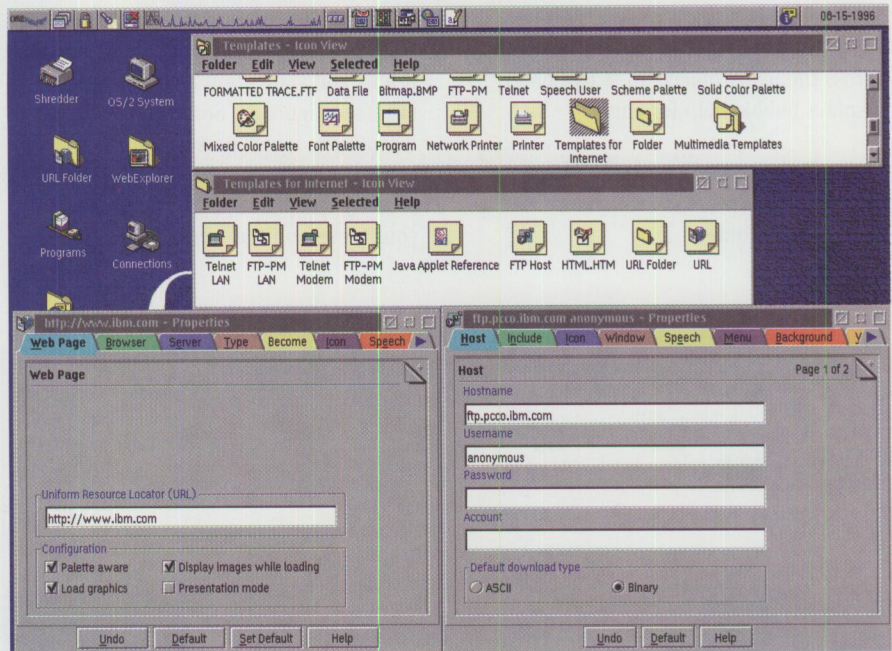 08-15-1996
Shredder
OS/2 System
URL Folder
WebExplorer
Programs
Connections
Templates - Icon View
Folder Edit View Selected Help
FORMATTED TRACE.FTF Data File Bitmap.BMP FTP-PM Telnet Speech User Scheme Palette Solid Color Palette
Mixed Color Palette Font Palette Program Network Printer Printer Templates for Internet Folder Multimedia Templates
Templates for Internet - Icon View
Folder Edit View Selected Help
Telnet LAN FTP-PM LAN Telnet Modem FTP-PM Modem Java Applet Reference FTP Host HTML.HTM URL Folder URL
http://www.ibm.com - Properties
Web Page Browser Server Type Become Icon Speech
Web Page
Uniform Resource Locator (URL)
http://www.ibm.com
Configuration
Palette aware Display images while loading
Load graphics Presentation mode
Undo Default Set Default Help
ftp.pcco.ibm.com anonymous - Properties
Host Include Icon Window Speech Menu Background V
Host Page 1 of 2
Hostname
ftp.pcco.ibm.com
Username
anonymous
Password
Account
Default download type
ASCII Binary
Undo Default Help